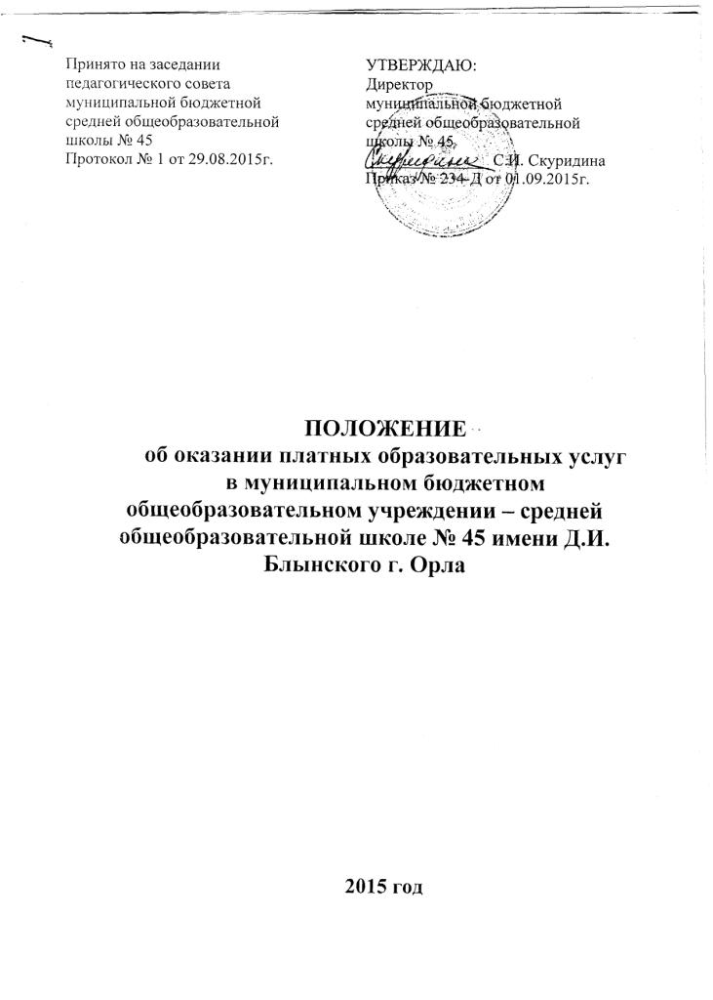 Принято на заседании
педагогического совета
муниципальной бюджетной
средней общеобразовательной
школы № 45
Протокол № 1 от 29.08.2015г.
УТВЕРЖДАЮ:
Директор
муниципальной бюджетной
средней общеобразовательной
школы № 45
Скуридина С.И. Скуридина
Приказ № 234-Д от 01.09.2015г.
ПОЛОЖЕНИЕ
об оказании платных образовательных услуг
в муниципальном бюджетном
общеобразовательном учреждении – средней
общеобразовательной школе № 45 имени Д.И.
Блынского г. Орла
2015 год